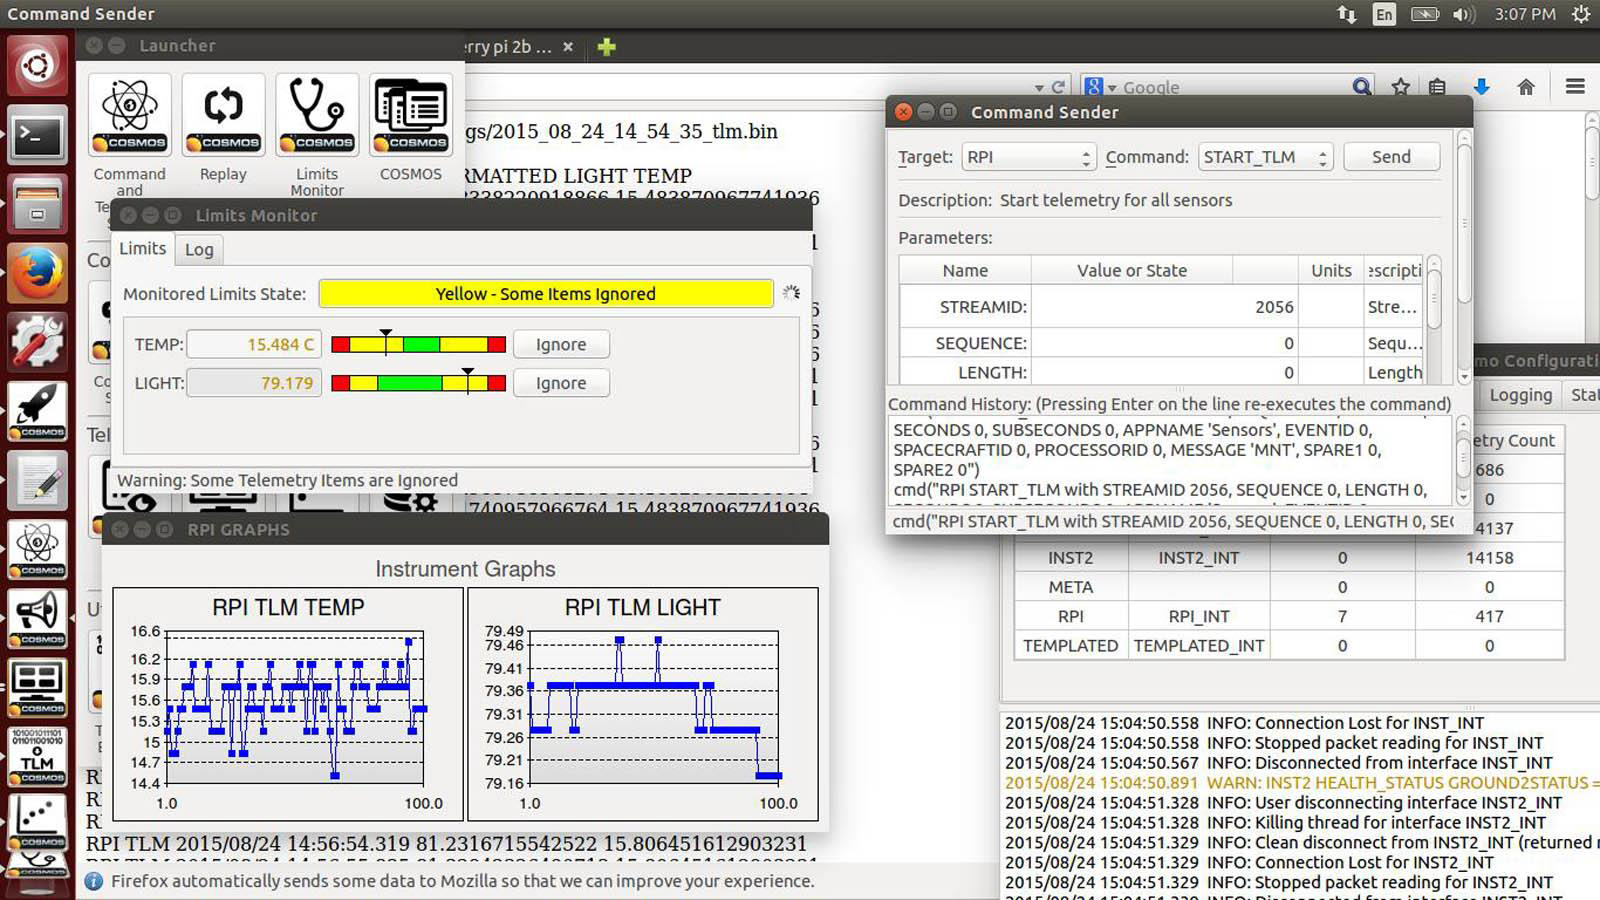 Command Sender
En
3:07 PM
Launcher
erry pi 2b ...
Google
COSMOS
COSMOS
COSMOS
COSMOS
Command and
Replay
Limits Monitor
COSMOS
gs/2015_08_24_14_54_35_tlm.bin
RMATTED LIGHT TEMP
Limits Monitor
Limits
Log
Monitored Limits State:
Yellow - Some Items Ignored
TEMP:
15.484 C
Ignore
LIGHT:
79.179
Ignore
Warning: Some Telemetry Items are Ignored
RPI GRAPHS
Instrument Graphs
RPI TLM TEMP
16.6
16.2
15.9
15.6
15.3
15
14.7
14.4
1.0
100.0
RPI TLM LIGHT
79.49
79.46
79.41
79.36
79.31
79.26
79.21
79.16
1.0
100.0
RPI TLM 2015/08/24 14:56:54.319 81.2316715542522 15.806451612903231
Firefox automatically sends some data to Mozilla so that we can improve your experience.
Command Sender
Target: RPI
Command: START_TLM
Send
Description: Start telemetry for all sensors
Parameters:
Name Value or State Units escripti
STREAMID: 2056 Stre...
SEQUENCE: 0 Sequ...
LENGTH: 0 Length
Command History: (Pressing Enter on the line re-executes the command)
SECONDS 0, SUBSECONDS 0, APPNAME 'Sensors', EVENTID 0,
SPACECRAFTID 0, PROCESSORID 0, MESSAGE 'MNT', SPARE1 0,
SPARE2 0")
cmd("RPI START_TLM with STREAMID 2056, SEQUENCE 0, LENGTH 0,
cmd("RPI START_TLM with STREAMID 2056, SEQUENCE 0, LENGTH 0, SEC
mo Configurati
Logging
Stat
etry Count
686
0
4137
INST2 INST2_INT 0 14158
META 0 0
RPI RPI_INT 7 417
TEMPLATED TEMPLATED_INT 0 0
2015/08/24 15:04:50.558 INFO: Connection Lost for INST_INT
2015/08/24 15:04:50.558 INFO: Stopped packet reading for INST_INT
2015/08/24 15:04:50.567 INFO: Disconnected from interface INST_INT
2015/08/24 15:04:50.891 WARN: INST2 HEALTH_STATUS GROUND2STATUS =
2015/08/24 15:04:51.328 INFO: User disconnecting interface INST2_INT
2015/08/24 15:04:51.328 INFO: Killing thread for interface INST2_INT
2015/08/24 15:04:51.329 INFO: Clean disconnect from INST2_INT (returned
2015/08/24 15:04:51.329 INFO: Connection Lost for INST2_INT
2015/08/24 15:04:51.329 INFO: Stopped packet reading for INST2_INT
COSMOS
COSMOS
COSMOS
COSMOS
TLM
COSMOS
COSMOS